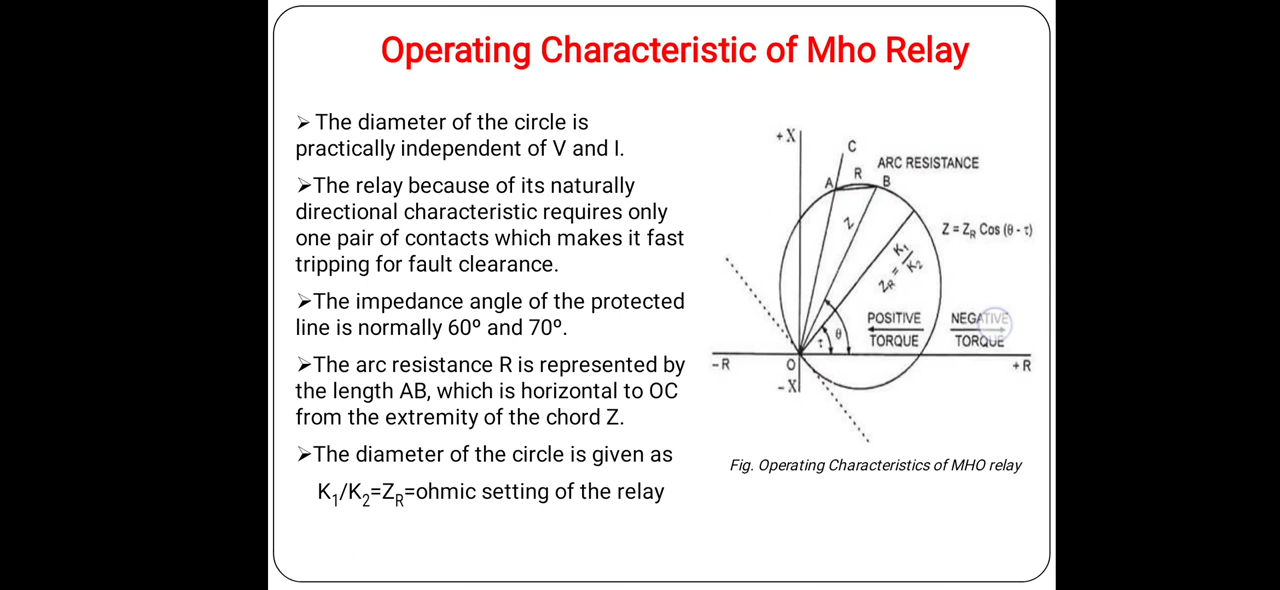 Operating Characteristic of Mho Relay
➢ The diameter of the circle is
practically independent of V and I.
➢The relay because of its naturally
directional characteristic requires only
one pair of contacts which makes it fast
tripping for fault clearance.
➢The impedance angle of the protected
line is normally 60º and 70º.
➢The arc resistance R is represented by
the length AB, which is horizontal to OC
from the extremity of the chord Z.
➢The diameter of the circle is given as
K₁/K₂=Z_R=ohmic setting of the relay
+X
C
ARC RESISTANCE
R
A
B
Z
Z = Z_R Cos (θ - τ)
Z_R = K₁/K₂
POSITIVE
TORQUE
NEGATIVE
TORQUE
θ
τ
-R
O
+R
-X
Fig. Operating Characteristics of MHO relay